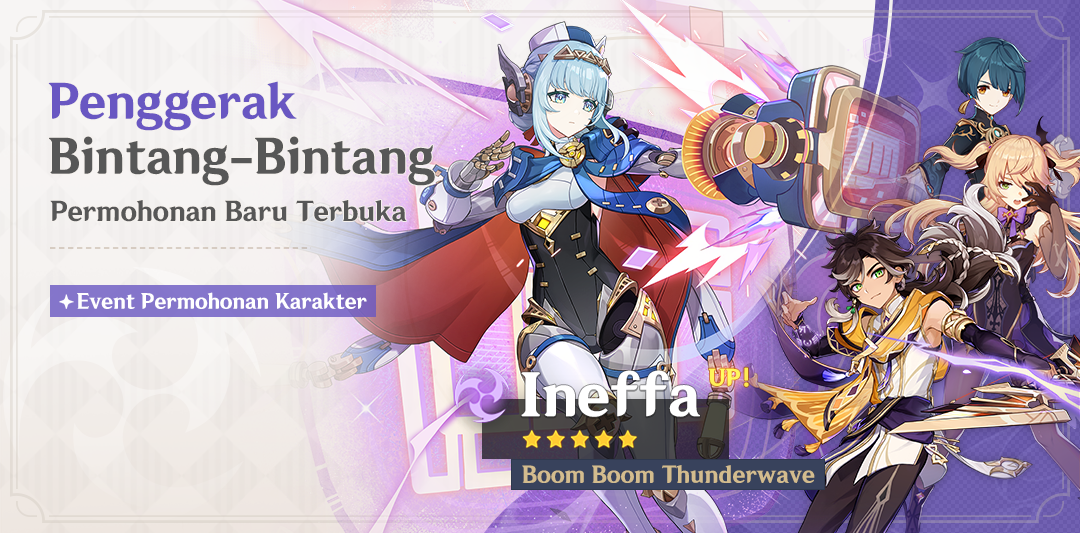 Penggerak
Bintang-Bintang
Permohonan Baru Terbuka
Event Permohonan Karakter
Ineffa UP!
Boom Boom Thunderwave